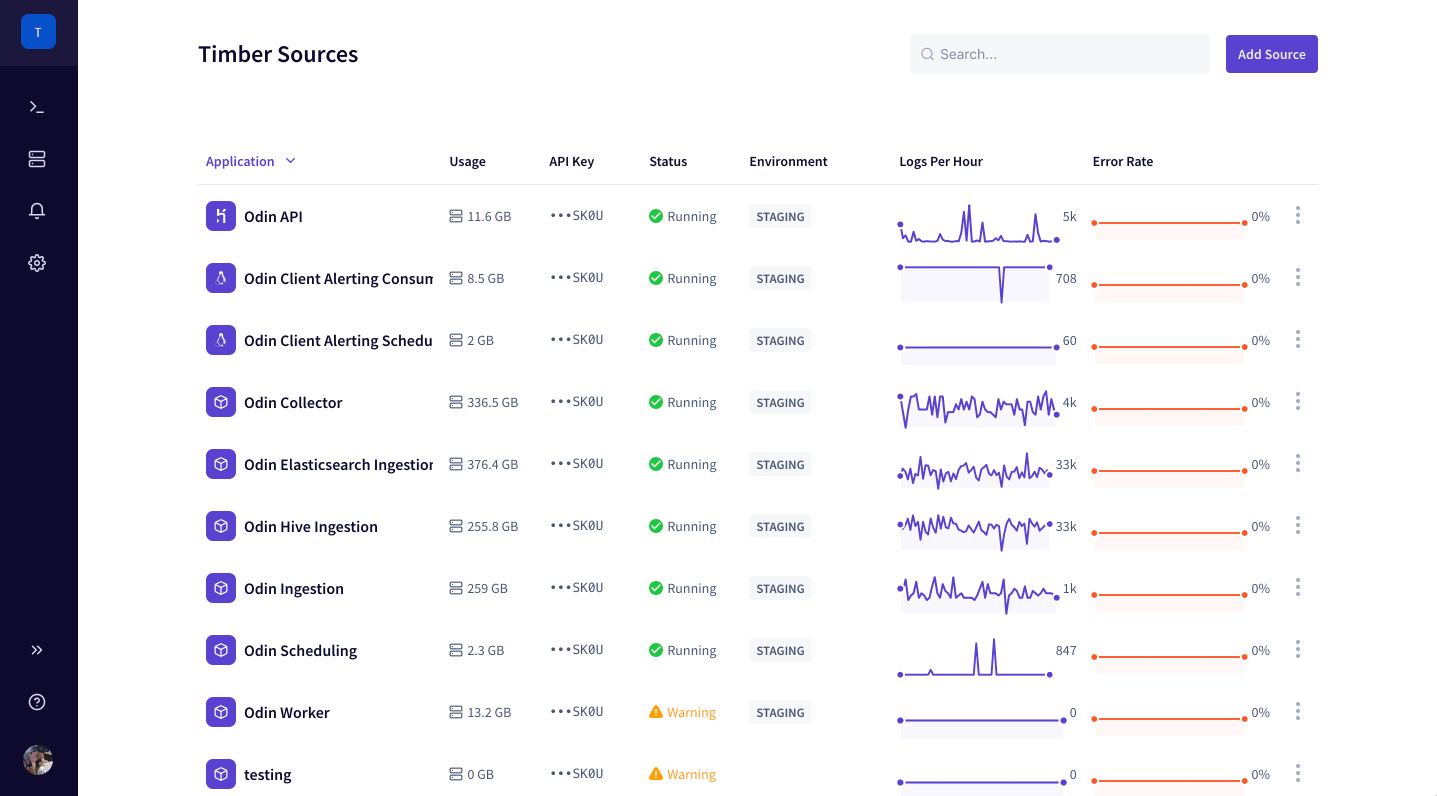 T
Timber Sources
Search...
Add Source
Application Usage API Key Status Environment Logs Per Hour Error Rate
Odin API 11.6 GB •••SK0U Running STAGING 5k 0%
Odin Client Alerting Consum 8.5 GB •••SK0U Running STAGING 708 0%
Odin Client Alerting Schedu 2 GB •••SK0U Running STAGING 60 0%
Odin Collector 336.5 GB •••SK0U Running STAGING 4k 0%
Odin Elasticsearch Ingestion 376.4 GB •••SK0U Running STAGING 33k 0%
Odin Hive Ingestion 255.8 GB •••SK0U Running STAGING 33k 0%
Odin Ingestion 259 GB •••SK0U Running STAGING 1k 0%
Odin Scheduling 2.3 GB •••SK0U Running STAGING 847 0%
Odin Worker 13.2 GB •••SK0U Warning STAGING 0 0%
testing 0 GB •••SK0U Warning 0 0%